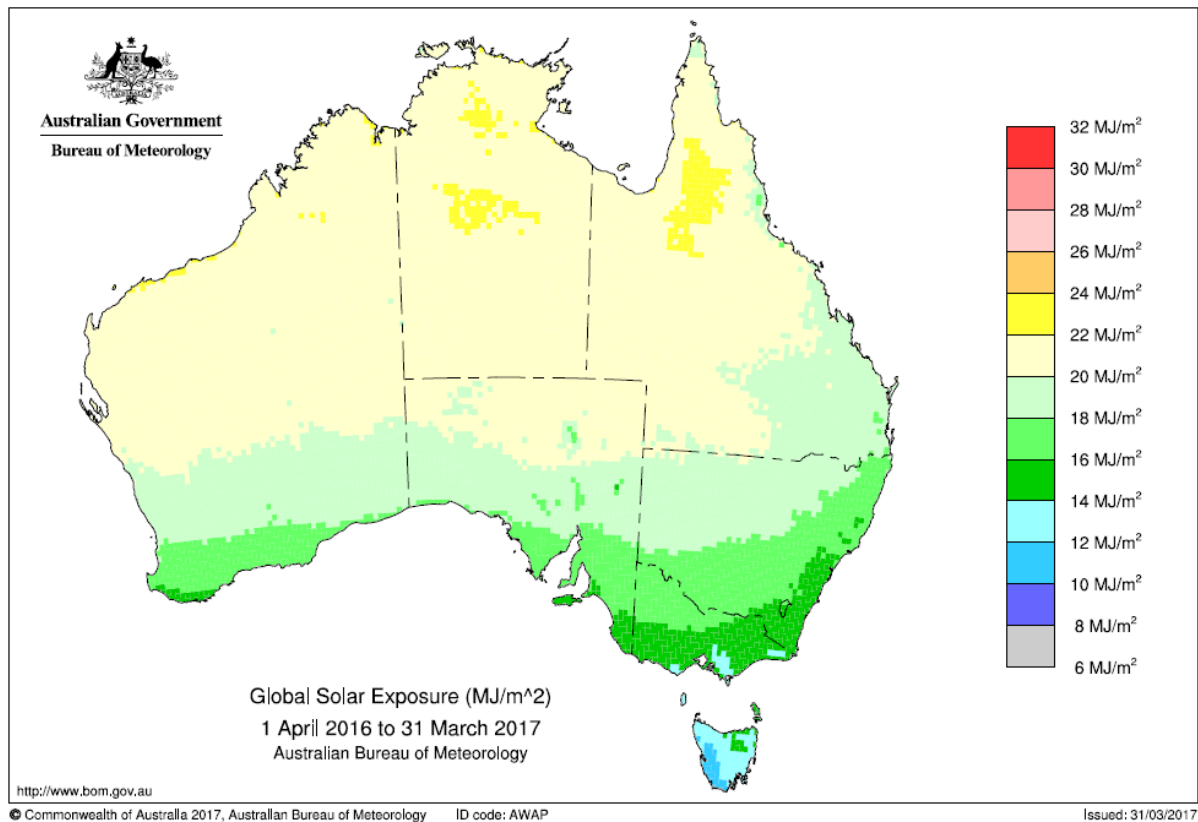 Australian Government
Bureau of Meteorology
32 MJ/m²
30 MJ/m²
28 MJ/m²
26 MJ/m²
24 MJ/m²
22 MJ/m²
20 MJ/m²
18 MJ/m²
16 MJ/m²
14 MJ/m²
12 MJ/m²
10 MJ/m²
8 MJ/m²
6 MJ/m²
Global Solar Exposure (MJ/m^2)
1 April 2016 to 31 March 2017
Australian Bureau of Meteorology
http://www.bom.gov.au
© Commonwealth of Australia 2017, Australian Bureau of Meteorology ID code: AWAP Issued: 31/03/2017